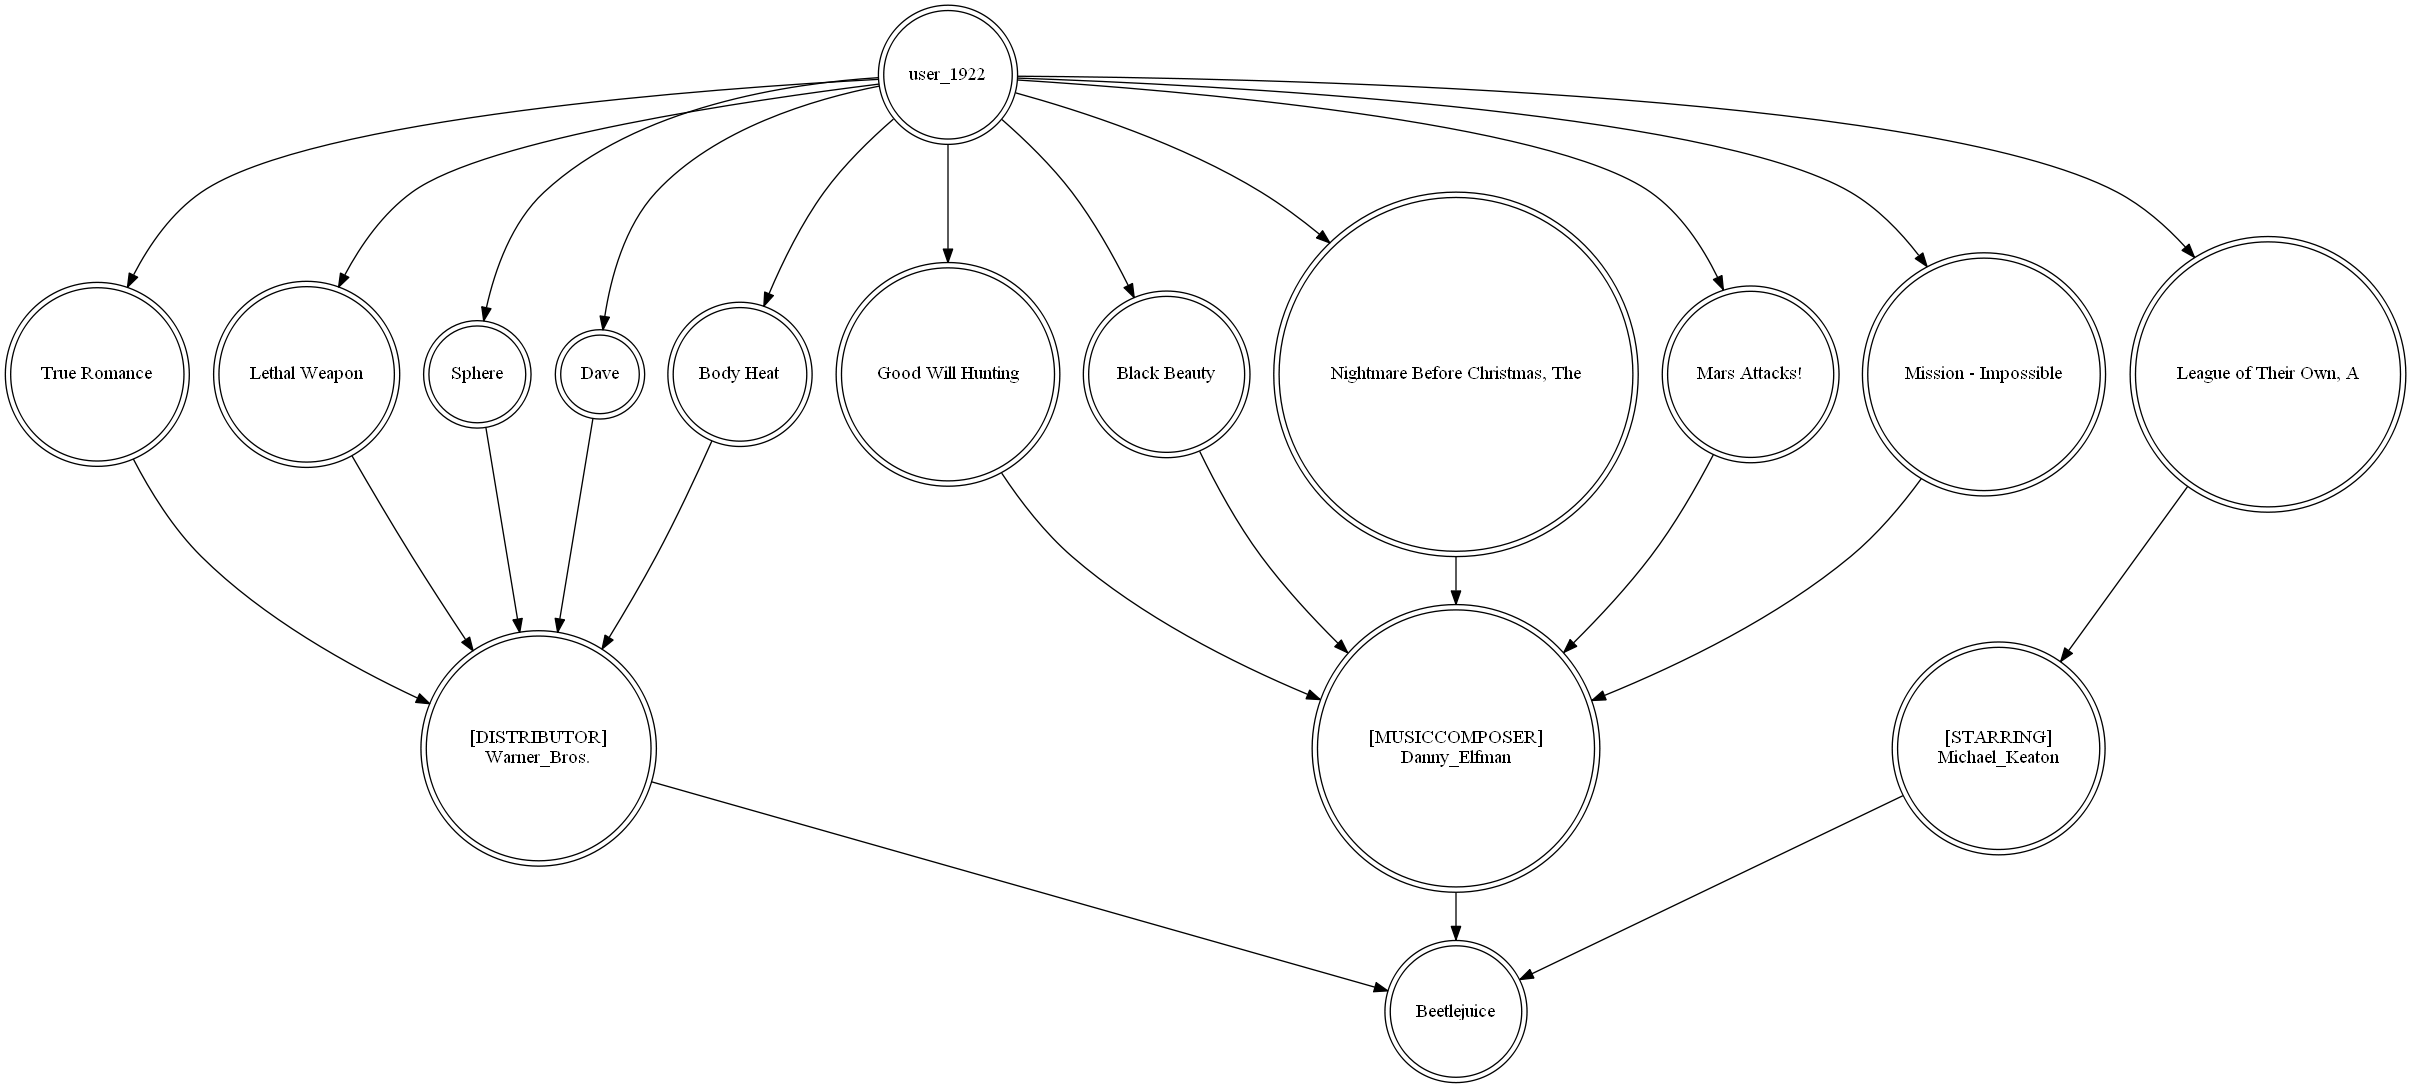 user_1922
True Romance
Lethal Weapon
Sphere
Dave
Body Heat
Good Will Hunting
Black Beauty
Nightmare Before Christmas, The
Mars Attacks!
Mission - Impossible
League of Their Own, A
[DISTRIBUTOR]
Warner_Bros.
[MUSICCOMPOSER]
Danny_Elfman
[STARRING]
Michael_Keaton
Beetlejuice